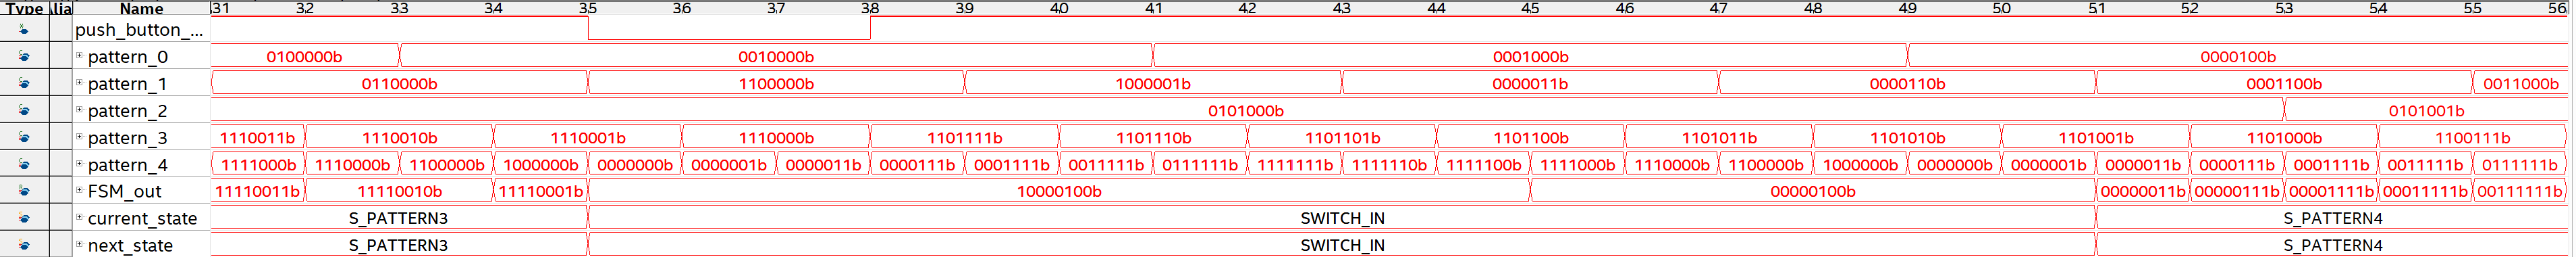 Type Alia Name 31 32 33 34 35 36 37 38 39 40 41 42 43 44 45 46 47 48 49 50 51 52 53 54 55 56
push_button_...
pattern_0 0100000b 0010000b 0001000b 0000100b
pattern_1 0110000b 1100000b 1000001b 0000011b 0000110b 0001100b 0011000b
pattern_2 0101000b 0101001b
pattern_3 1110011b 1110010b 1110001b 1110000b 1101111b 1101110b 1101101b 1101100b 1101011b 1101010b 1101001b 1101000b 1100111b
pattern_4 1111000b 1110000b 1100000b 1000000b 0000000b 0000001b 0000011b 0000111b 0001111b 0011111b 0111111b 1111111b 1111110b 1111100b 1111000b 1110000b 1100000b 1000000b 0000000b 0000001b 0000011b 0000111b 0001111b 0011111b 0111111b
FSM_out 11110011b 11110010b 11110001b 10000100b 00000100b 00000011b 00000111b 00001111b 00011111b 00111111b
current_state S_PATTERN3 SWITCH_IN S_PATTERN4
next_state S_PATTERN3 SWITCH_IN S_PATTERN4